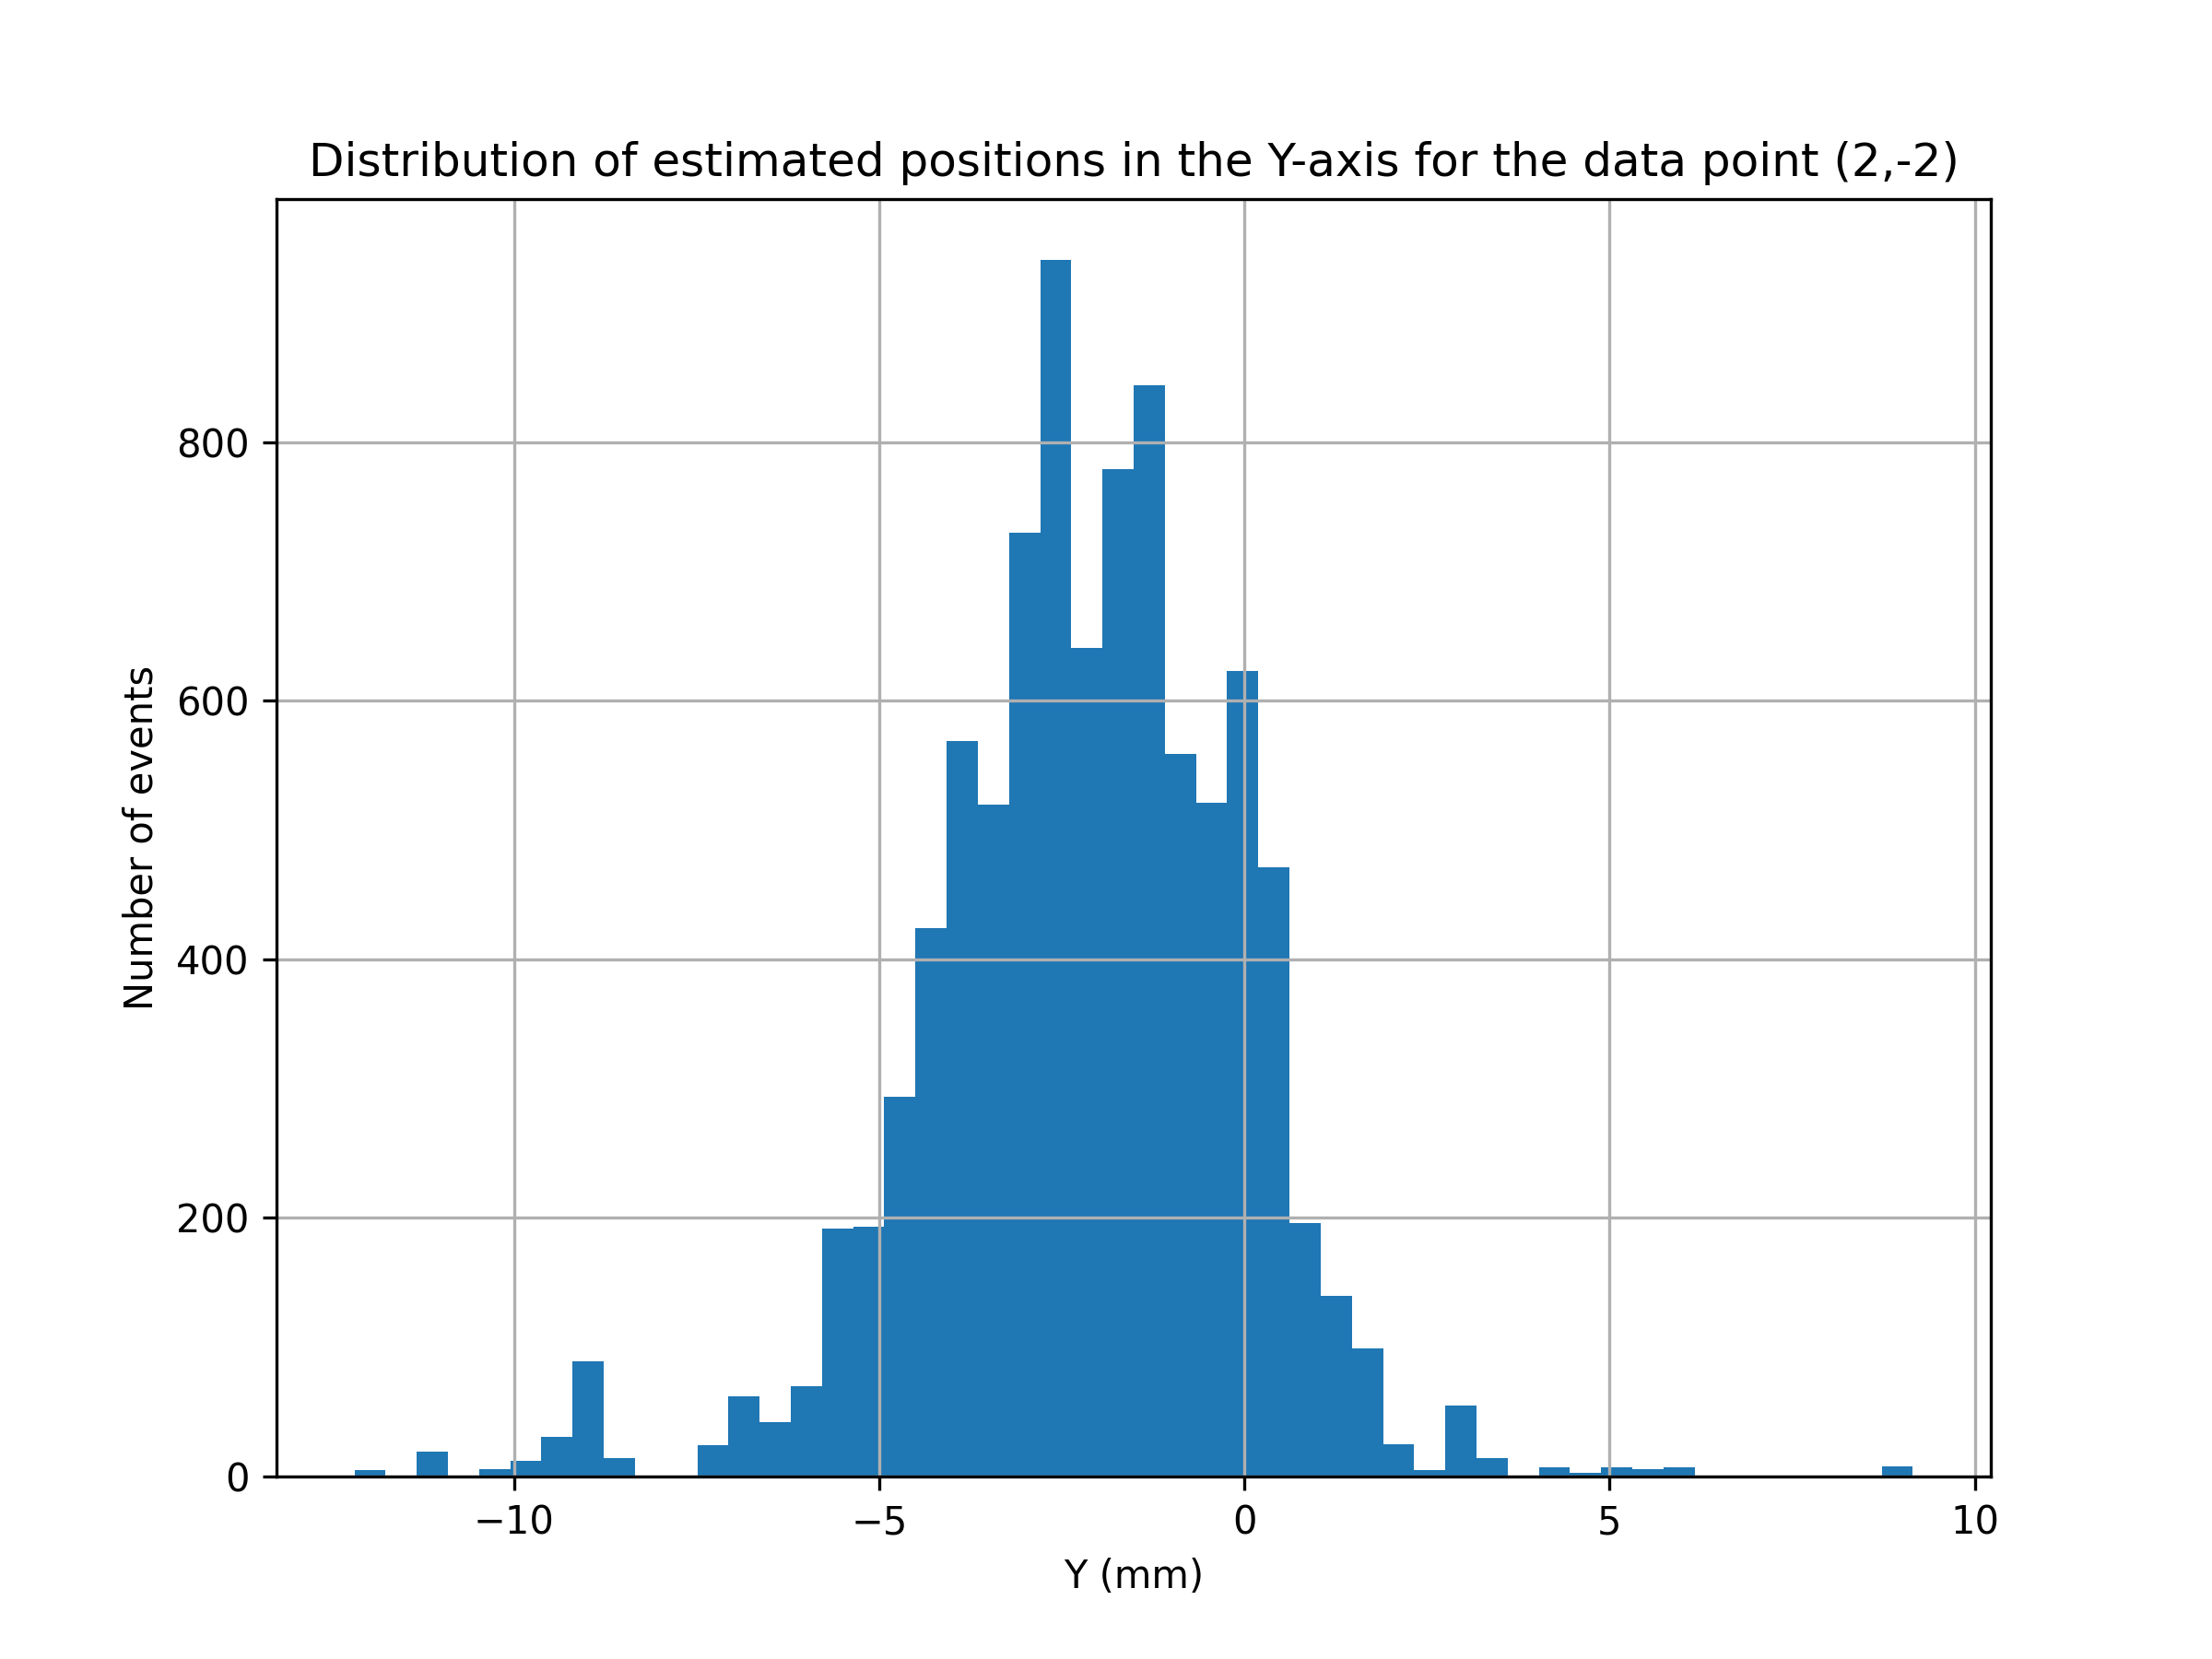 Distribution of estimated positions in the Y-axis for the data point (2,-2)
800
600
400
200
0
Number of events
−10 −5 0 5 10
Y (mm)